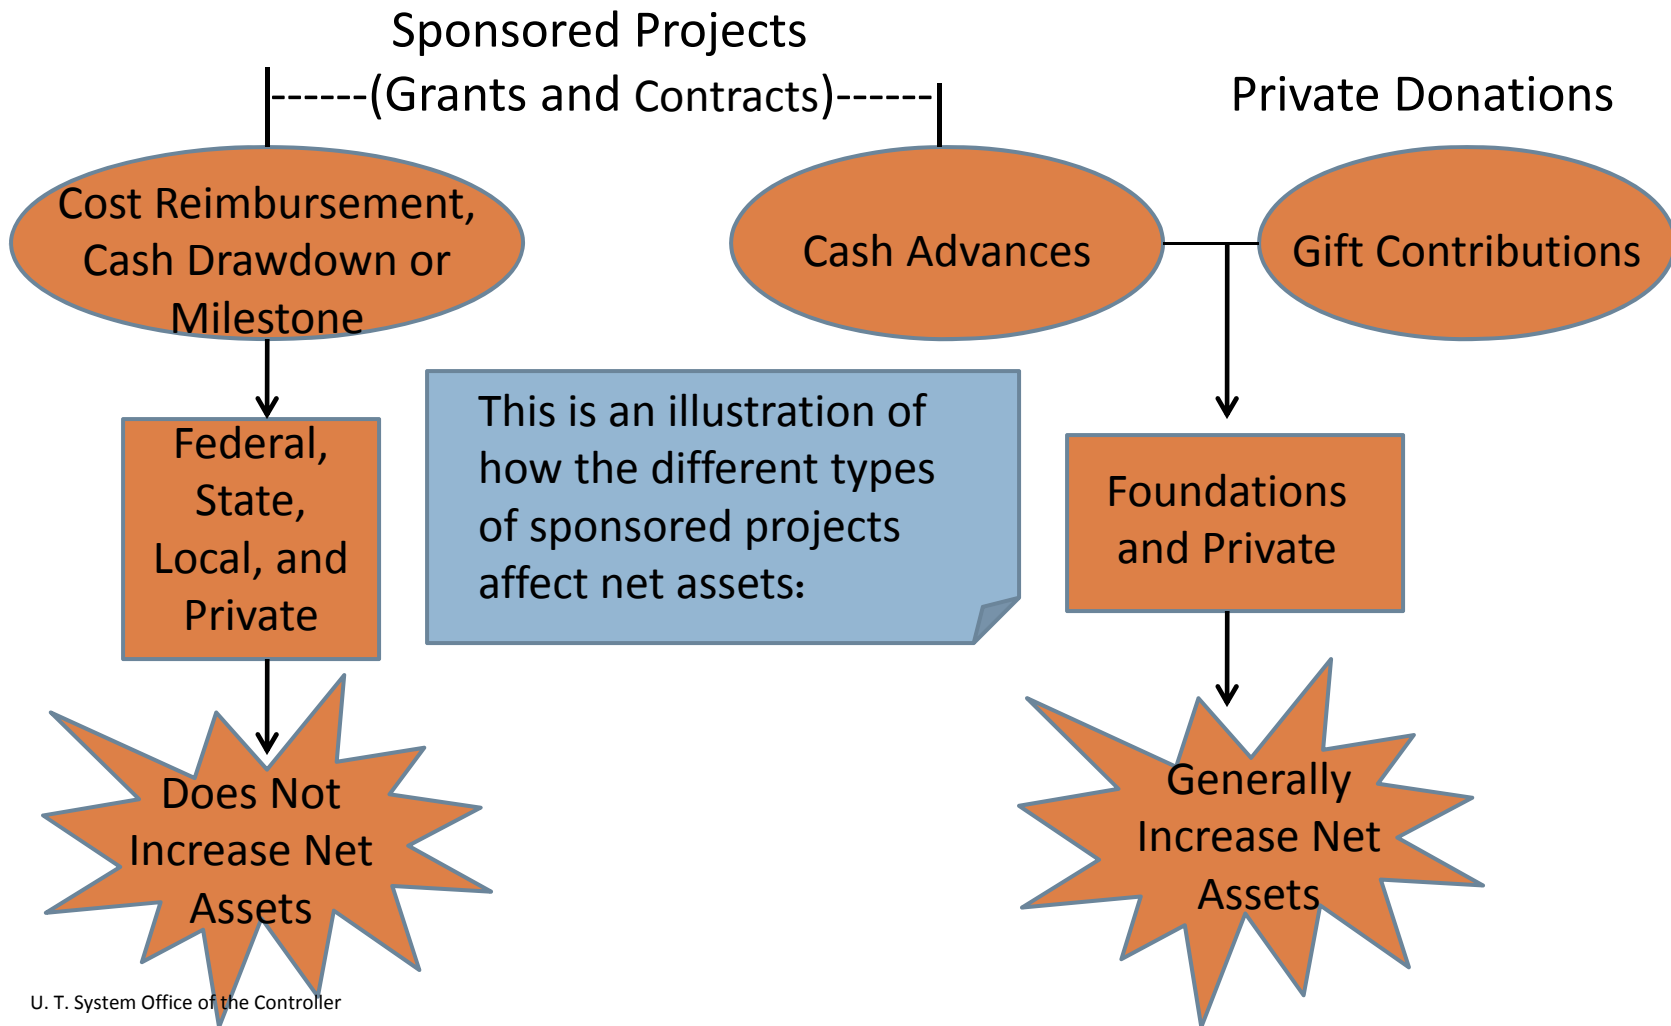 Sponsored Projects
|------(Grants and Contracts)------|
Private Donations
Cost Reimbursement,
Cash Drawdown or
Milestone
Cash Advances
Gift Contributions
Federal,
State,
Local, and
Private
This is an illustration of
how the different types
of sponsored projects
affect net assets:
Foundations
and Private
Does Not
Increase Net
Assets
Generally
Increase Net
Assets
U. T. System Office of the Controller